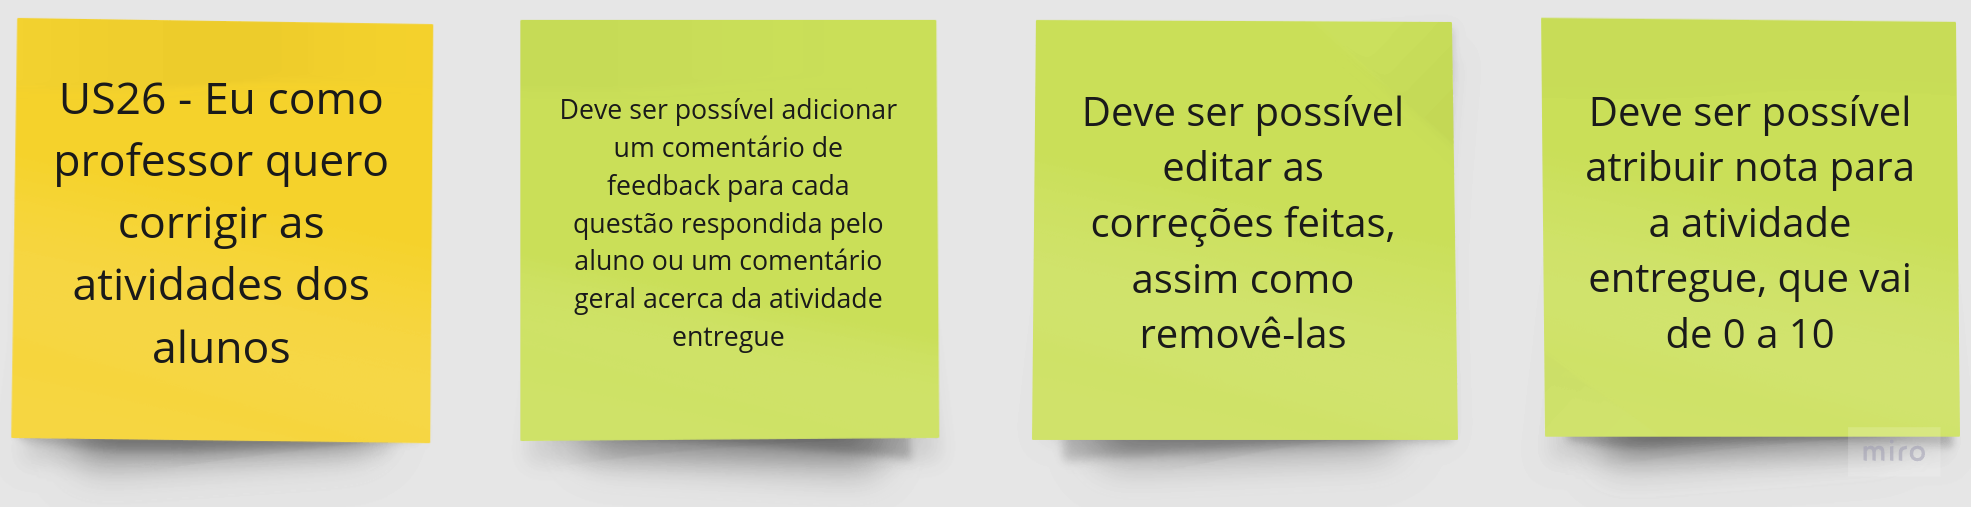 US26 - Eu como
professor quero
corrigir as
atividades dos
alunos
Deve ser possível adicionar
um comentário de
feedback para cada
questão respondida pelo
aluno ou um comentário
geral acerca da atividade
entregue
Deve ser possível
editar as
correções feitas,
assim como
removê-las
Deve ser possível
atribuir nota para
a atividade
entregue, que vai
de 0 a 10
miro